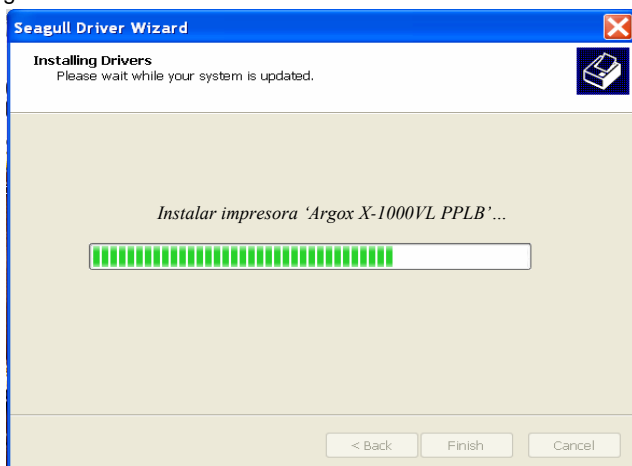 Seagull Driver Wizard
Installing Drivers
Please wait while your system is updated.
Instalar impresora ‘Argox X-1000VL PPLB’…
< Back
Finish
Cancel